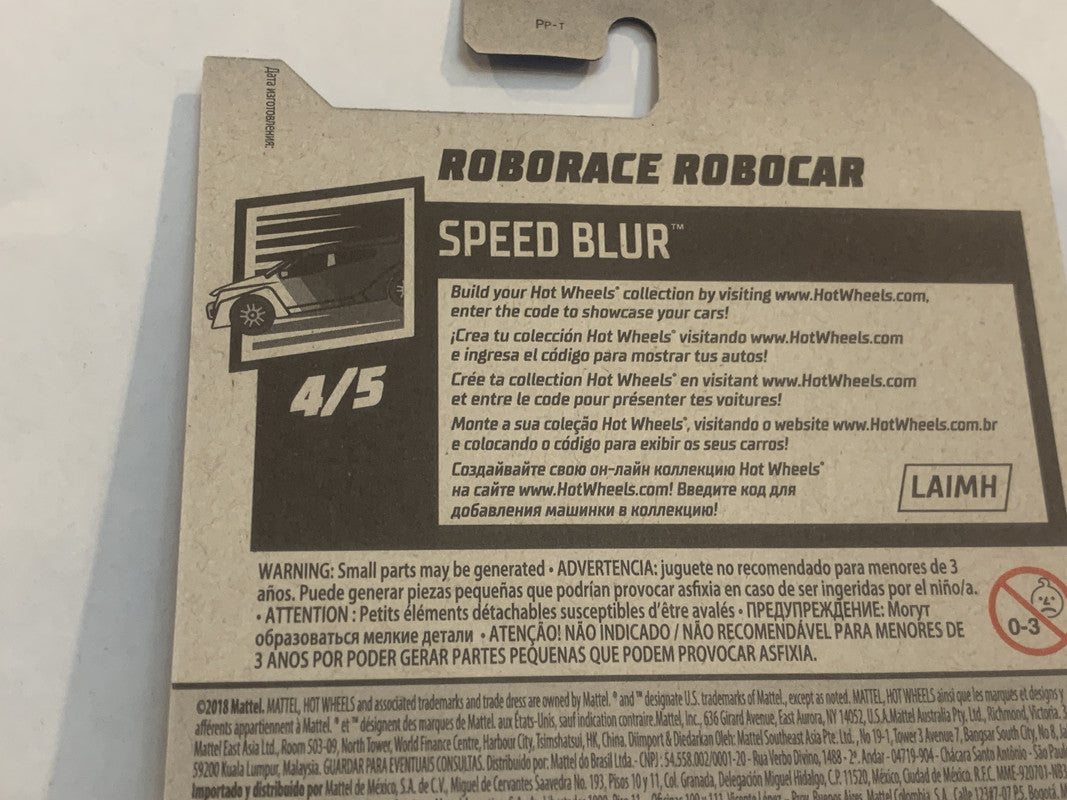 PP-T
Дата изготовления:
ROBORACE ROBOCAR
SPEED BLUR™
4/5
Build your Hot Wheels® collection by visiting www.HotWheels.com,
enter the code to showcase your cars!
¡Crea tu colección Hot Wheels® visitando www.HotWheels.com
e ingresa el código para mostrar tus autos!
Crée ta collection Hot Wheels® en visitant www.HotWheels.com
et entre le code pour présenter tes voitures!
Monte a sua coleção Hot Wheels®, visitando o website www.HotWheels.com.br
e colocando o código para exibir os seus carros!
Создавайте свою он-лайн коллекцию Hot Wheels®
на сайте www.HotWheels.com! Введите код для
добавления машинки в коллекцию!
LAIMH
WARNING: Small parts may be generated • ADVERTENCIA: juguete no recomendado para menores de 3
años. Puede generar piezas pequeñas que podrían provocar asfixia en caso de ser ingeridas por el niño/a.
• ATTENTION : Petits éléments détachables susceptibles d'être avalés • ПРЕДУПРЕЖДЕНИЕ: Могут
образоваться мелкие детали • ATENÇÃO! NÃO INDICADO / NÃO RECOMENDÁVEL PARA MENORES DE
3 ANOS POR PODER GERAR PARTES PEQUENAS QUE PODEM PROVOCAR ASFIXIA.
0-3
©2018 Mattel. MATTEL, HOT WHEELS and associated trademarks and trade dress are owned by Mattel. ® and ™ designate U.S. trademarks of Mattel, except as noted. MATTEL, HOT WHEELS ainsi que les marques et designs y
afférents appartiennent à Mattel. ® et ™ désignent des marques de Mattel aux États-Unis, sauf indication contraire. Mattel, Inc., 636 Girard Avenue, East Aurora, NY 14052, U.S.A. Mattel Australia Pty., Ltd., Richmond, Victoria. 3
Mattel East Asia Ltd., Room 503-09, North Tower, World Finance Centre, Harbour City, Tsimshatsui, HK, China. Diimport & Diedarkan Oleh: Mattel Southeast Asia Pte. Ltd., No 19-1, Tower 3 Avenue 7, Bangsar South City, No 8,
59200 Kuala Lumpur, Malaysia. GUARDAR PARA EVENTUAIS CONSULTAS. Distribuido por: Mattel do Brasil Ltda. - CNPJ : 54.558.002/0001-20 - Rua Verbo Divino, 1488 - 2º. Andar - 04719-904 - Chácara Santo Antônio - São
Importado y distribuido por Mattel de México, S.A. de C.V., Miguel de Cervantes Saavedra No. 193, Pisos 10 y 11, Col. Granada, Delegación Miguel Hidalgo, C.P. 11520, México, Ciudad de México. R.F.C. MME-920701-NB3